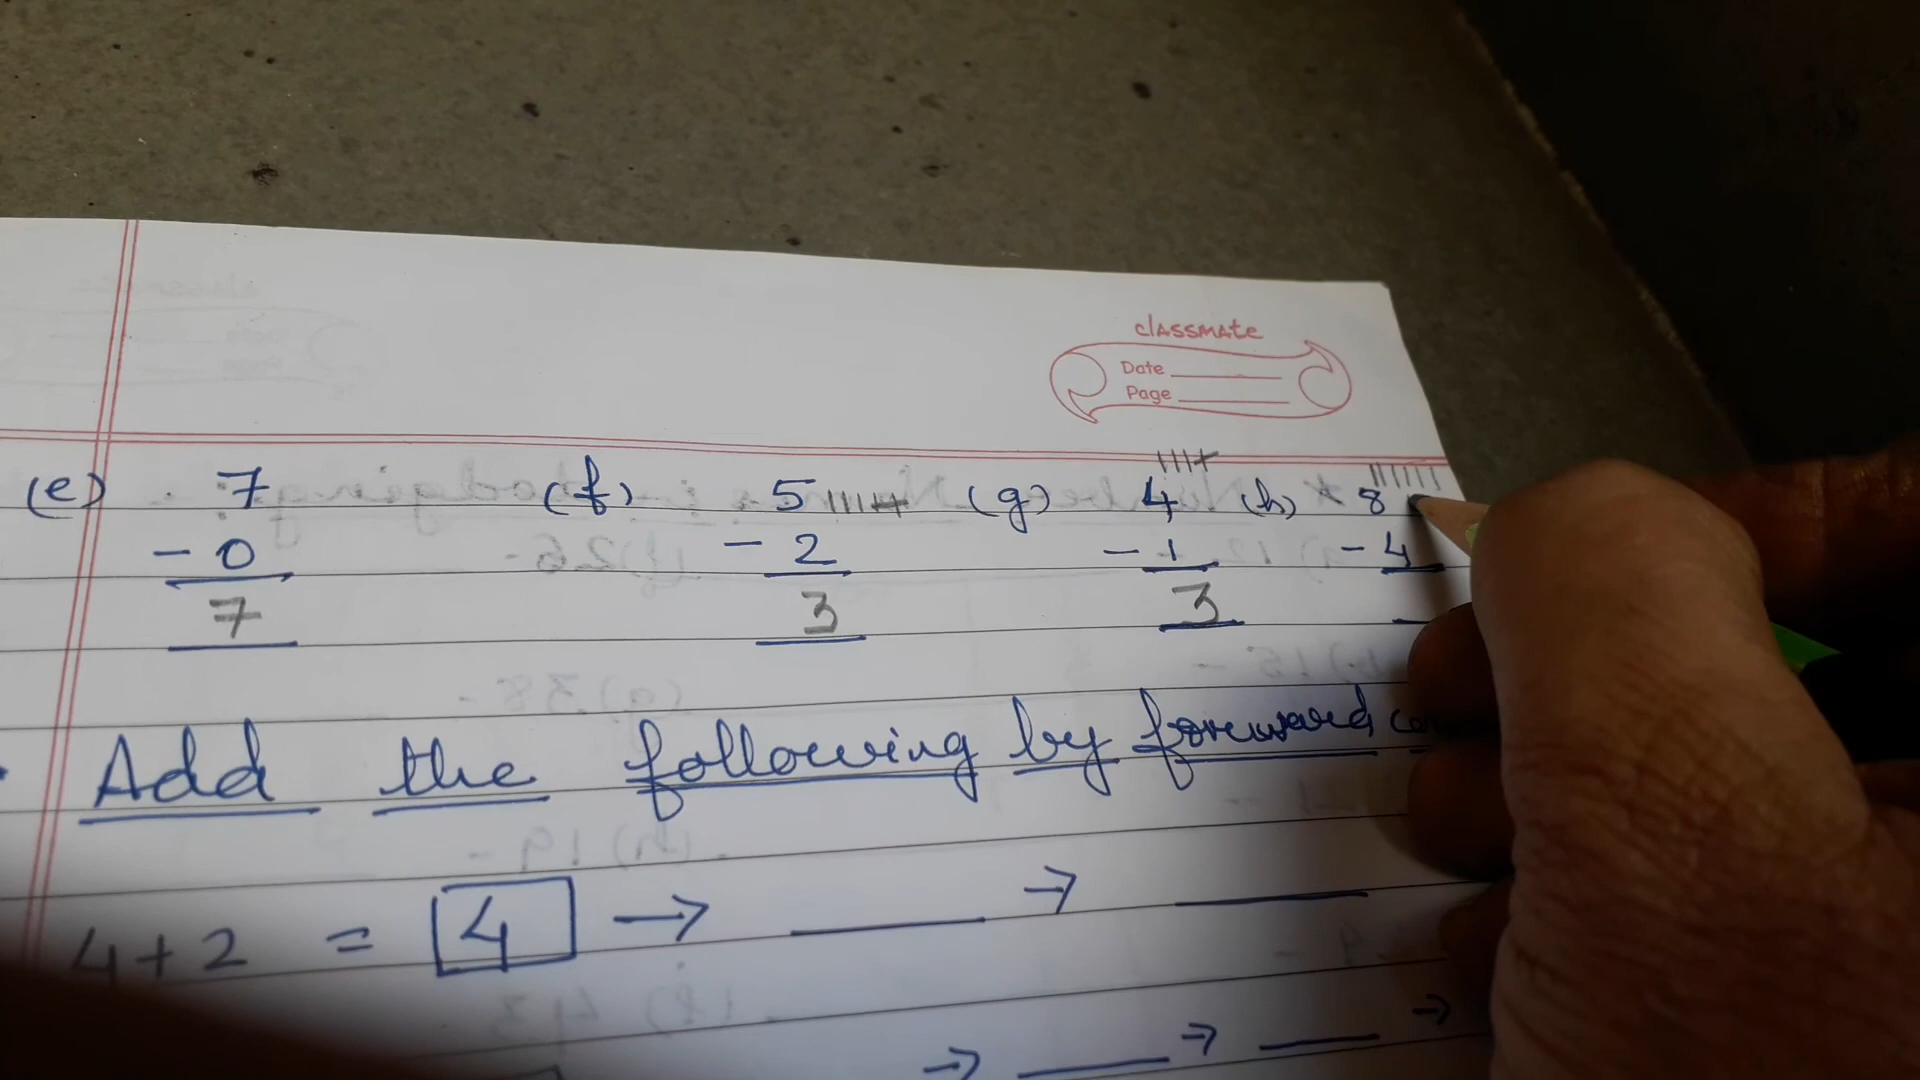 classmate
Date
Page
(e) 7 (f) 5 (g) 4 (h) 8
- 0 - 2 - 1 - 4
7 3 3
Add the following by forward
4+2 = 4 → →
→ →